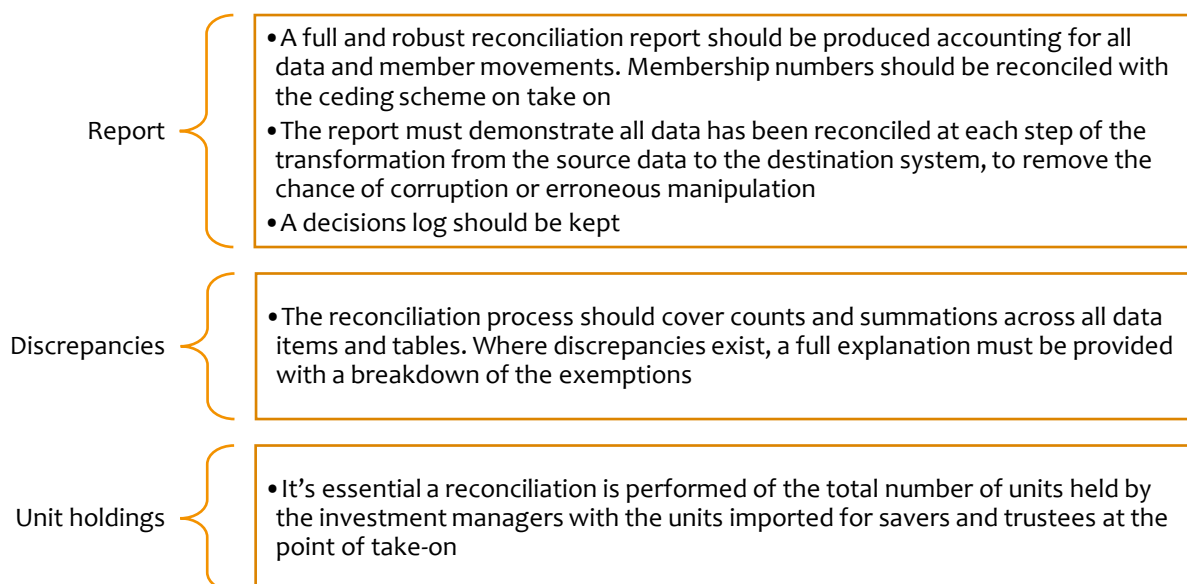 Report
•A full and robust reconciliation report should be produced accounting for all
data and member movements. Membership numbers should be reconciled with
the ceding scheme on take on
•The report must demonstrate all data has been reconciled at each step of the
transformation from the source data to the destination system, to remove the
chance of corruption or erroneous manipulation
•A decisions log should be kept
Discrepancies
•The reconciliation process should cover counts and summations across all data
items and tables. Where discrepancies exist, a full explanation must be provided
with a breakdown of the exemptions
Unit holdings
•It’s essential a reconciliation is performed of the total number of units held by
the investment managers with the units imported for savers and trustees at the
point of take-on